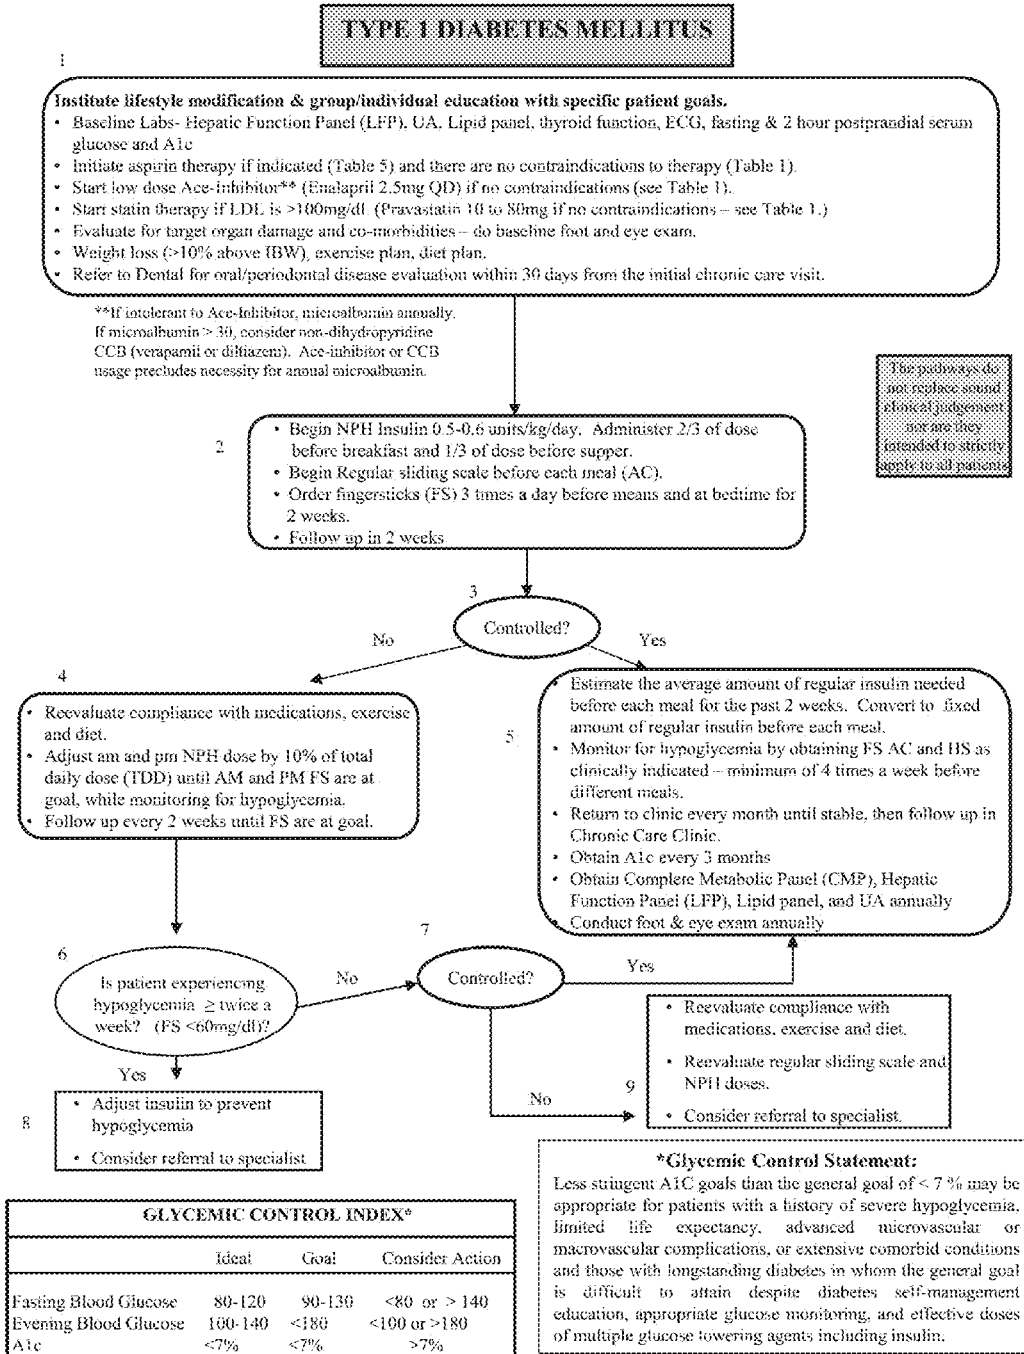 TYPE 1 DIABETES MELLITUS
1
Institute lifestyle modification & group/individual education with specific patient goals.
• Baseline Labs- Hepatic Function Panel (LFP), UA, Lipid panel, thyroid function, ECG, fasting & 2 hour postprandial serum
glucose and A1c
• Initiate aspirin therapy if indicated (Table 5) and there are no contraindications to therapy (Table 1).
• Start low dose Ace-Inhibitor** (Enalapril 2.5mg QD) if no contraindications (see Table 1).
• Start statin therapy if LDL is >100mg/dl. (Pravastatin 10 to 80mg if no contraindications – see Table 1.)
• Evaluate for target organ damage and co-morbidities – do baseline foot and eye exam.
• Weight loss (>10% above IBW), exercise plan, diet plan.
• Refer to Dental for oral/periodontal disease evaluation within 30 days from the initial chronic care visit.
**If intolerant to Ace-Inhibitor, microalbumin annually.
If microalbumin > 30, consider non-dihydropyridine
CCB (verapamil or diltiazem). Ace-inhibitor or CCB
usage precludes necessity for annual microalbumin.
The pathways do
not replace sound
clinical judgement
nor are they
intended to strictly
apply to all patients
2
• Begin NPH Insulin 0.5-0.6 units/kg/day. Administer 2/3 of dose
before breakfast and 1/3 of dose before supper.
• Begin Regular sliding scale before each meal (AC).
• Order fingersticks (FS) 3 times a day before means and at bedtime for
2 weeks.
• Follow up in 2 weeks
3
Controlled?
No
Yes
4
• Reevaluate compliance with medications, exercise
and diet.
• Adjust am and pm NPH dose by 10% of total
daily dose (TDD) until AM and PM FS are at
goal, while monitoring for hypoglycemia.
• Follow up every 2 weeks until FS are at goal.
5
• Estimate the average amount of regular insulin needed
before each meal for the past 2 weeks. Convert to fixed
amount of regular insulin before each meal.
• Monitor for hypoglycemia by obtaining FS AC and HS as
clinically indicated – minimum of 4 times a week before
different meals.
• Return to clinic every month until stable, then follow up in
Chronic Care Clinic.
• Obtain A1c every 3 months
• Obtain Complete Metabolic Panel (CMP), Hepatic
Function Panel (LFP), Lipid panel, and UA annually
• Conduct foot & eye exam annually
6
Is patient experiencing
hypoglycemia ≥ twice a
week? (FS <60mg/dl)?
No
7
Controlled?
Yes
Yes
No
8
• Adjust insulin to prevent
hypoglycemia
• Consider referral to specialist
9
• Reevaluate compliance with
medications, exercise and diet.
• Reevaluate regular sliding scale and
NPH doses.
• Consider referral to specialist.
GLYCEMIC CONTROL INDEX*
Ideal Goal Consider Action
Fasting Blood Glucose 80-120 90-130 <80 or > 140
Evening Blood Glucose 100-140 <180 <100 or >180
A1c <7% <7% >7%
*Glycemic Control Statement:
Less stringent A1C goals than the general goal of < 7 % may be
appropriate for patients with a history of severe hypoglycemia,
limited life expectancy, advanced microvascular or
macrovascular complications, or extensive comorbid conditions
and those with longstanding diabetes in whom the general goal
is difficult to attain despite diabetes self-management
education, appropriate glucose monitoring, and effective doses
of multiple glucose lowering agents including insulin.